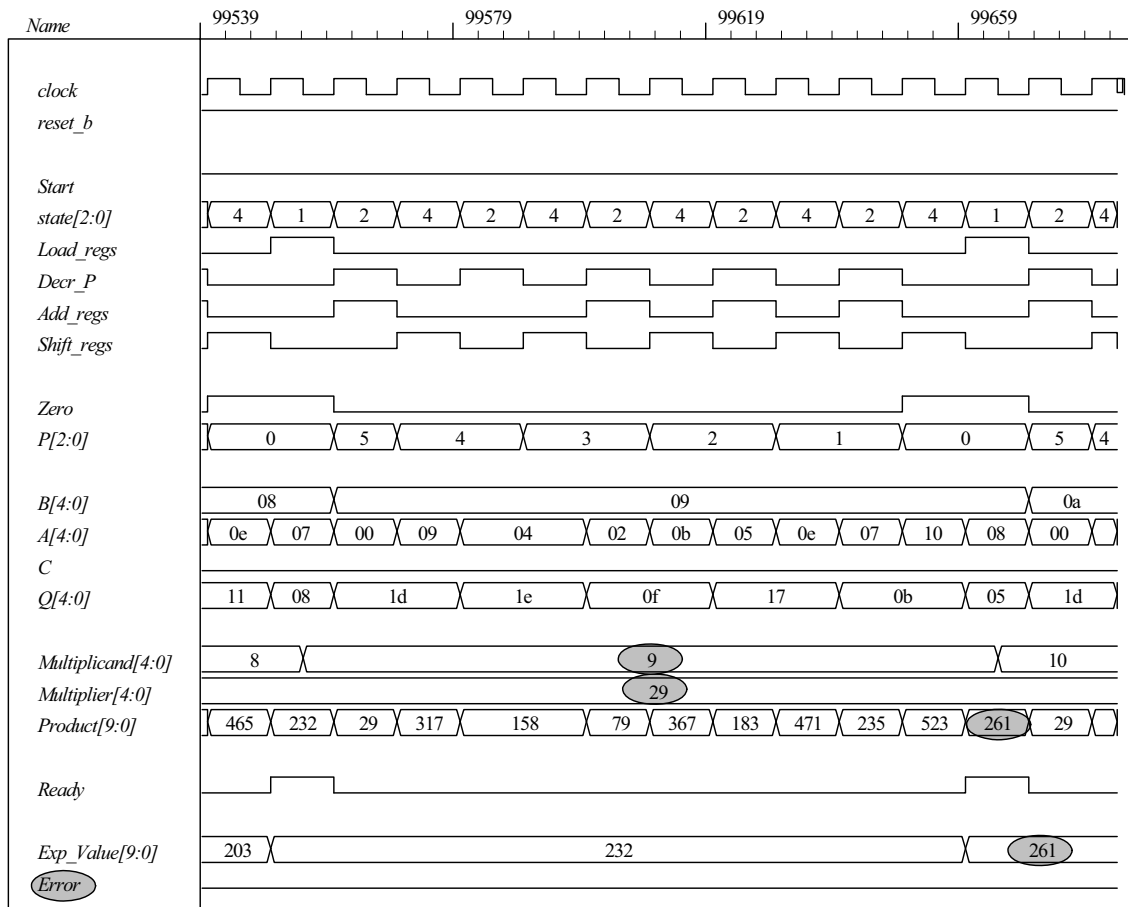 Name 99539 99579 99619 99659
clock
reset_b
Start
state[2:0] 4 1 2 4 2 4 2 4 2 4 2 4 1 2 4
Load_regs
Decr_P
Add_regs
Shift_regs
Zero
P[2:0] 0 5 4 3 2 1 0 5 4
B[4:0] 08 09 0a
A[4:0] 0e 07 00 09 04 02 0b 05 0e 07 10 08 00
C
Q[4:0] 11 08 1d 1e 0f 17 0b 05 1d
Multiplicand[4:0] 8 9 10
Multiplier[4:0] 29
Product[9:0] 465 232 29 317 158 79 367 183 471 235 523 261 29
Ready
Exp_Value[9:0] 203 232 261
Error